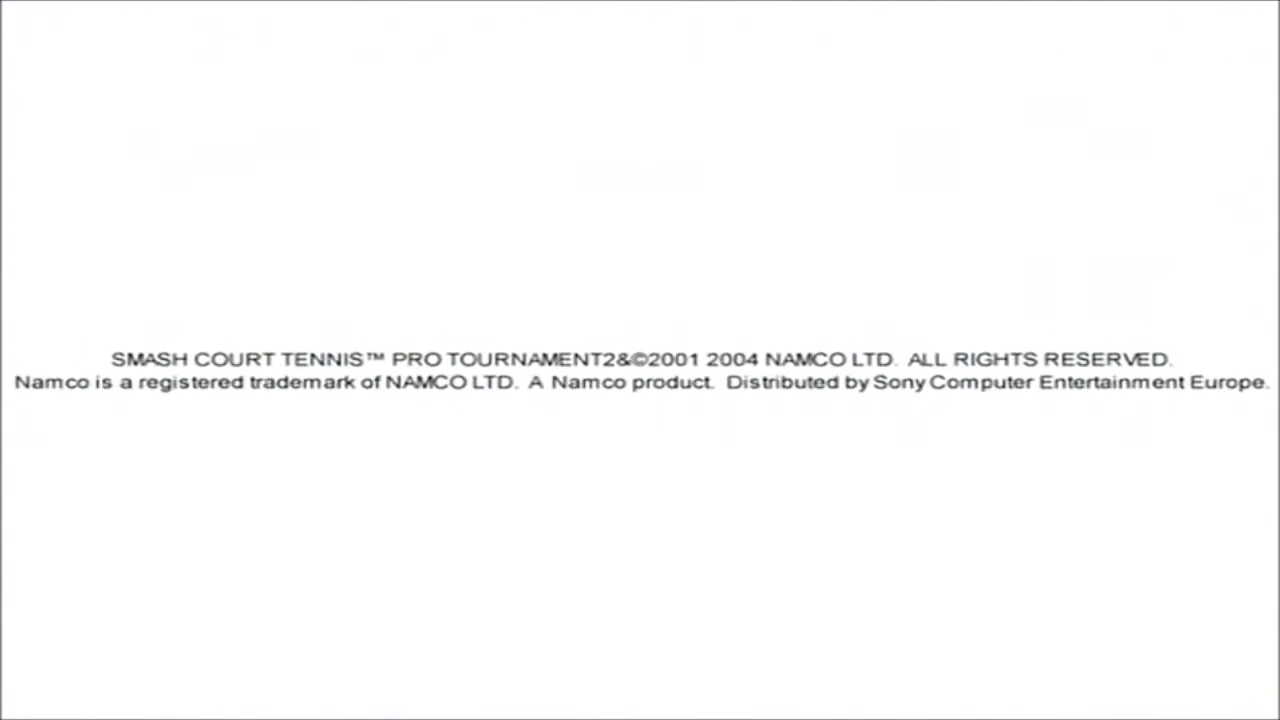 SMASH COURT TENNIS™ PRO TOURNAMENT2&©2001 2004 NAMCO LTD. ALL RIGHTS RESERVED.
Namco is a registered trademark of NAMCO LTD. A Namco product. Distributed by Sony Computer Entertainment Europe.